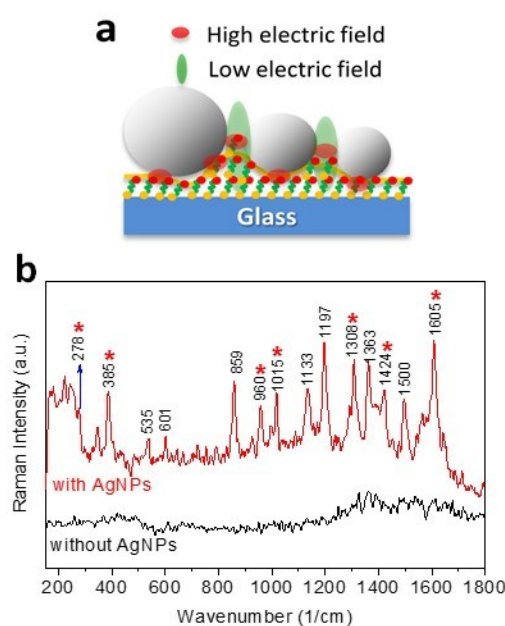 a
High electric field
Low electric field
Glass
b
Raman Intensity (a.u.)
278*
385*
535
601
859
960*
1015*
1133
1197
1308*
1363
1424*
1500
1605*
with AgNPs
without AgNPs
200 400 600 800 1000 1200 1400 1600 1800
Wavenumber (1/cm)